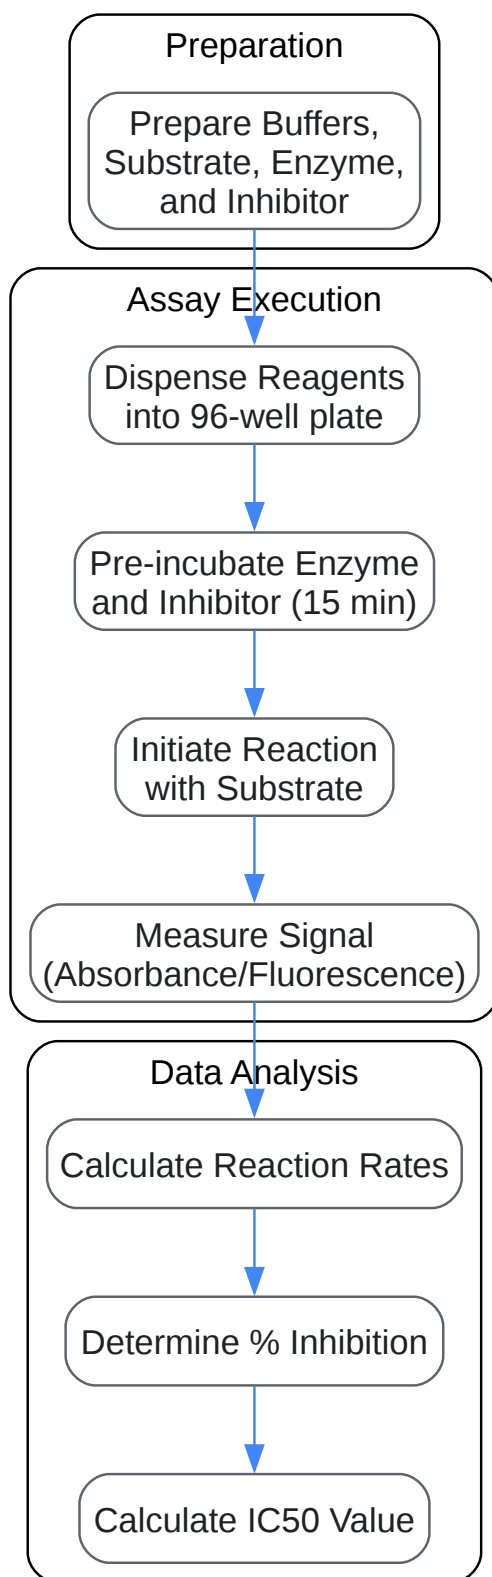 Preparation
Prepare Buffers,
Substrate, Enzyme,
and Inhibitor
Assay Execution
Dispense Reagents
into 96-well plate
Pre-incubate Enzyme
and Inhibitor (15 min)
Initiate Reaction
with Substrate
Measure Signal
(Absorbance/Fluorescence)
Data Analysis
Calculate Reaction Rates
Determine % Inhibition
Calculate IC50 Value